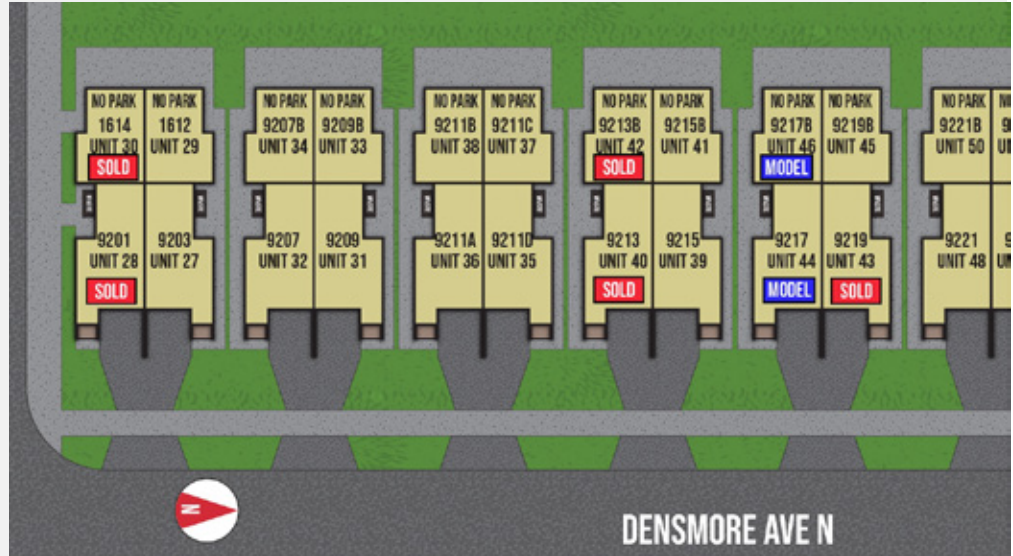 NO PARK NO PARK NO PARK NO PARK NO PARK NO PARK NO PARK NO PARK NO PARK NO PARK NO PARK
1614 1612 9207B 9209B 9211B 9211C 9213B 9215B 9217B 9219B 9221B
UNIT 30 UNIT 29 UNIT 34 UNIT 33 UNIT 38 UNIT 37 UNIT 42 UNIT 41 UNIT 46 UNIT 45 UNIT 50
SOLD SOLD MODEL
9201 9203 9207 9209 9211A 9211D 9213 9215 9217 9219 9221
UNIT 28 UNIT 27 UNIT 32 UNIT 31 UNIT 36 UNIT 35 UNIT 40 UNIT 39 UNIT 44 UNIT 43 UNIT 48
SOLD SOLD MODEL SOLD
N
DENSMORE AVE N